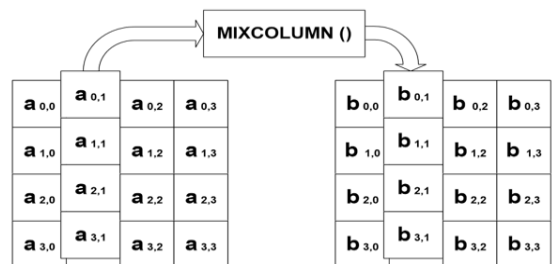 MIXCOLUMN ()
a 0,0 a 0,1 a 0,2 a 0,3
a 1,0 a 1,1 a 1,2 a 1,3
a 2,0 a 2,1 a 2,2 a 2,3
a 3,0 a 3,1 a 3,2 a 3,3
b 0,0 b 0,1 b 0,2 b 0,3
b 1,0 b 1,1 b 1,2 b 1,3
b 2,0 b 2,1 b 2,2 b 2,3
b 3,0 b 3,1 b 3,2 b 3,3